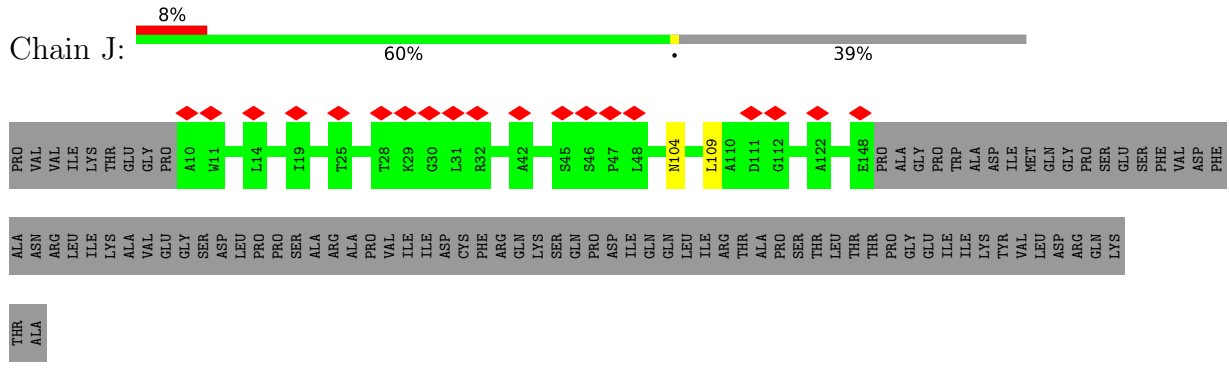 8%
Chain J:
60% • 39%
PRO VAL VAL ILE LYS THR GLU GLY PRO A10 W11 L14 I19 T25 T28 K29 G30 L31 R32 A42 S45 S46 P47 L48 N104 L109 A110 D111 G112 A122 E148 PRO ALA GLY PRO TRP ALA ASP ILE MET GLN GLY PRO SER GLU SER PHE VAL ASP PHE
ALA ASN ARG LEU ILE LYS ALA VAL GLU GLY SER ASP LEU PRO PRO SER ALA ARG ALA PRO VAL ILE ILE ASP CYS PHE ARG GLN LYS SER GLN PRO ASP ILE GLN GLN LEU ILE ARG THR ALA PRO SER THR LEU THR THR PRO GLY GLU ILE ILE LYS TYR VAL LEU ASP ARG GLN LYS
THR ALA